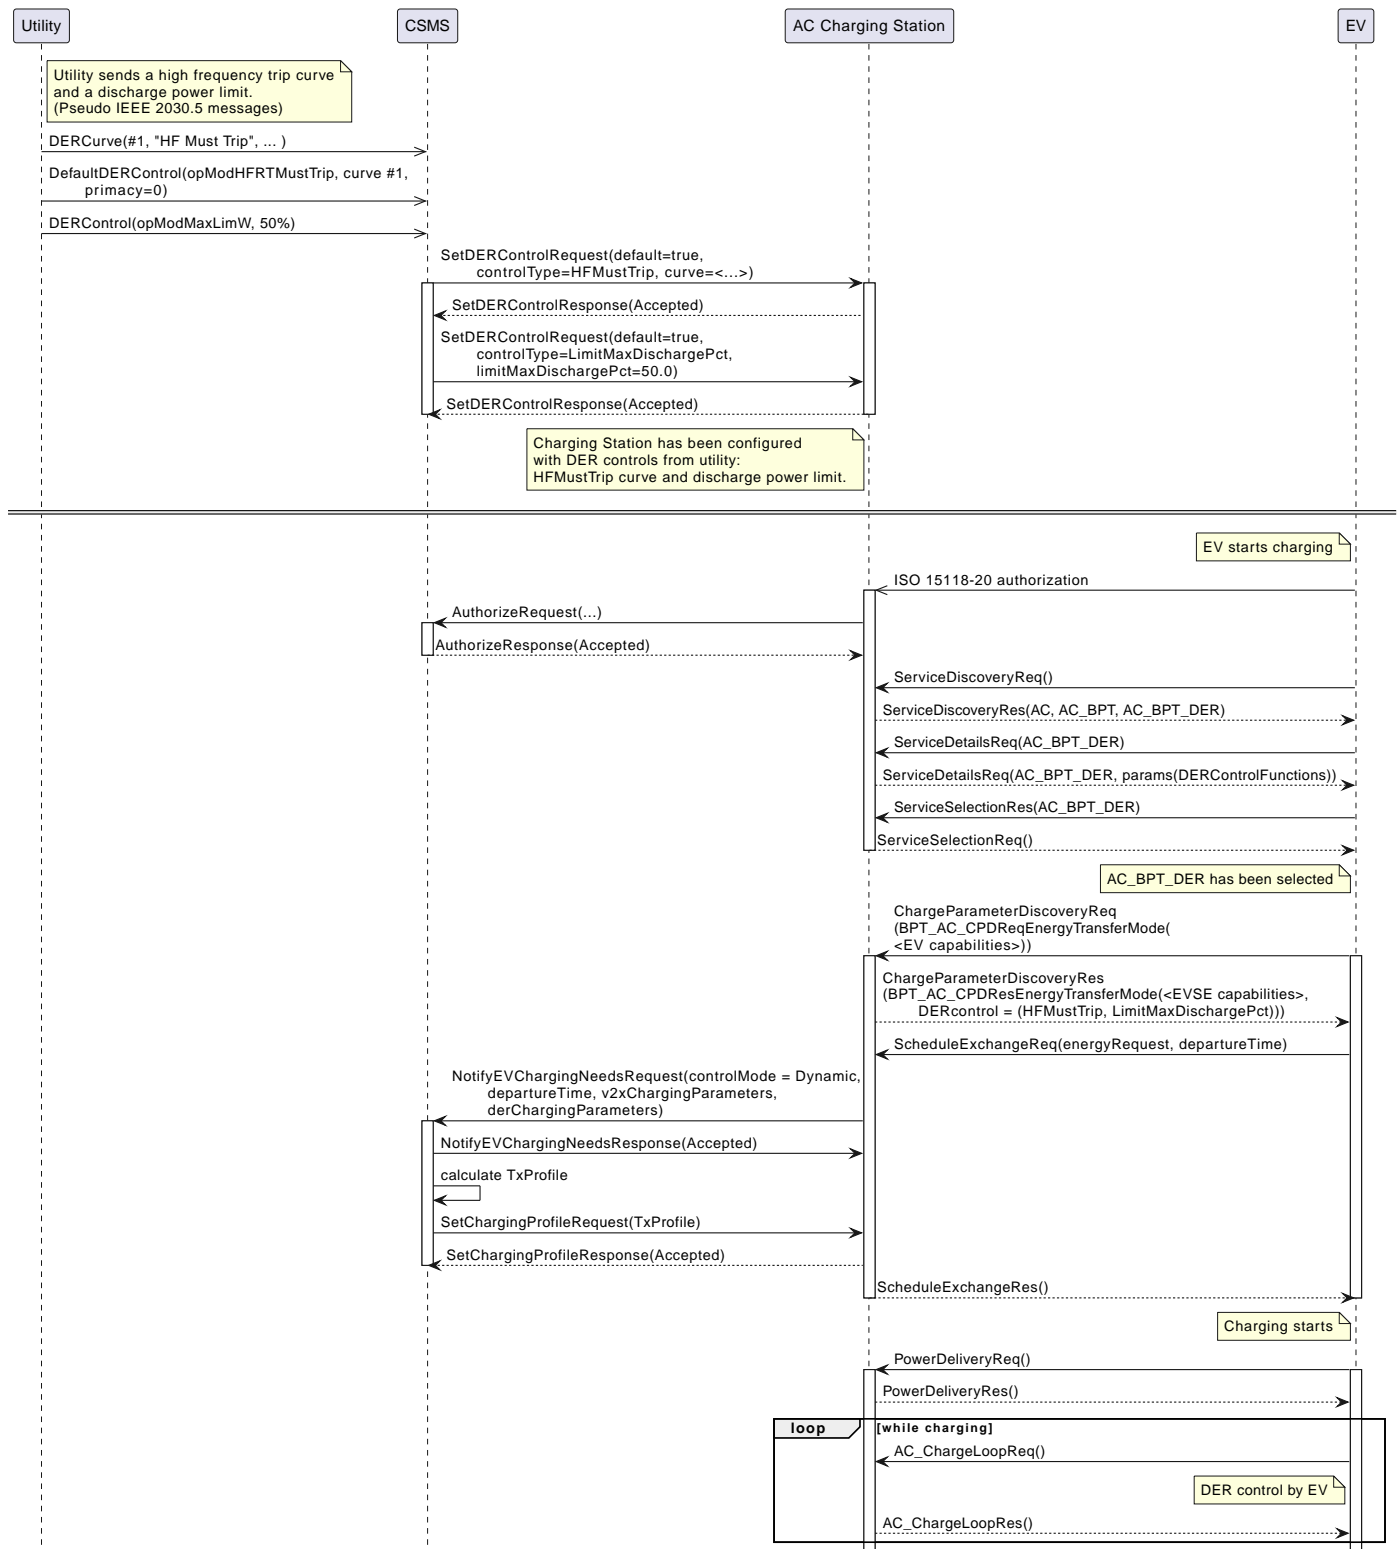 Utility
CSMS
AC Charging Station
EV
Utility sends a high frequency trip curve
and a discharge power limit.
(Pseudo IEEE 2030.5 messages)
DERCurve(#1, "HF Must Trip", ... )
DefaultDERControl(opModHFRTMustTrip, curve #1,
primacy=0)
DERControl(opModMaxLimW, 50%)
SetDERControlRequest(default=true,
controlType=HFMustTrip, curve=<...>)
SetDERControlResponse(Accepted)
SetDERControlRequest(default=true,
controlType=LimitMaxDischargePct,
limitMaxDischargePct=50.0)
SetDERControlResponse(Accepted)
Charging Station has been configured
with DER controls from utility:
HFMustTrip curve and discharge power limit.
EV starts charging
ISO 15118-20 authorization
AuthorizeRequest(...)
AuthorizeResponse(Accepted)
ServiceDiscoveryReq()
ServiceDiscoveryRes(AC, AC_BPT, AC_BPT_DER)
ServiceDetailsReq(AC_BPT_DER)
ServiceDetailsReq(AC_BPT_DER, params(DERControlFunctions))
ServiceSelectionRes(AC_BPT_DER)
ServiceSelectionReq()
AC_BPT_DER has been selected
ChargeParameterDiscoveryReq
(BPT_AC_CPDReqEnergyTransferMode(
<EV capabilities>))
ChargeParameterDiscoveryRes
(BPT_AC_CPDResEnergyTransferMode(<EVSE capabilities>,
DERcontrol = (HFMustTrip, LimitMaxDischargePct)))
ScheduleExchangeReq(energyRequest, departureTime)
NotifyEVChargingNeedsRequest(controlMode = Dynamic,
departureTime, v2xChargingParameters,
derChargingParameters)
NotifyEVChargingNeedsResponse(Accepted)
calculate TxProfile
SetChargingProfileRequest(TxProfile)
SetChargingProfileResponse(Accepted)
ScheduleExchangeRes()
Charging starts
PowerDeliveryReq()
PowerDeliveryRes()
loop [while charging]
AC_ChargeLoopReq()
DER control by EV
AC_ChargeLoopRes()